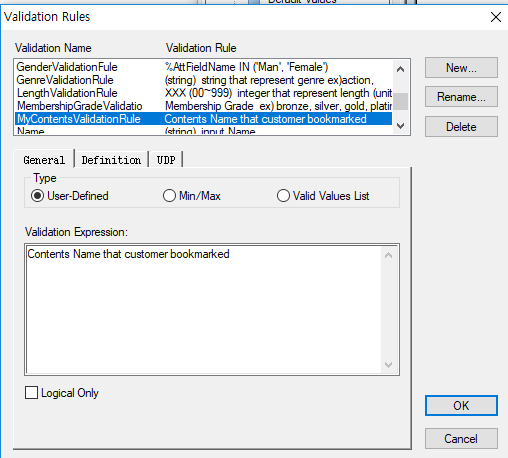 Default Values
Validation Rules
Validation Name Validation Rule
GenderValidationFule %AttFieldName IN ('Man', 'Female')
GenreValidationRule (string) string that represent genre ex)action,
LengthValidationRule XXX (00~999) integer that represent length (unit
MembershipGradeValidatio Membership Grade ex) bronze, silver, gold, platin
MyContentsValidationRule Contents Name that customer bookmarked
Name (string) input Name
New...
Rename...
Delete
General Definition UDP
Type
User-Defined Min/Max Valid Values List
Validation Expression:
Contents Name that customer bookmarked
Logical Only
OK
Cancel